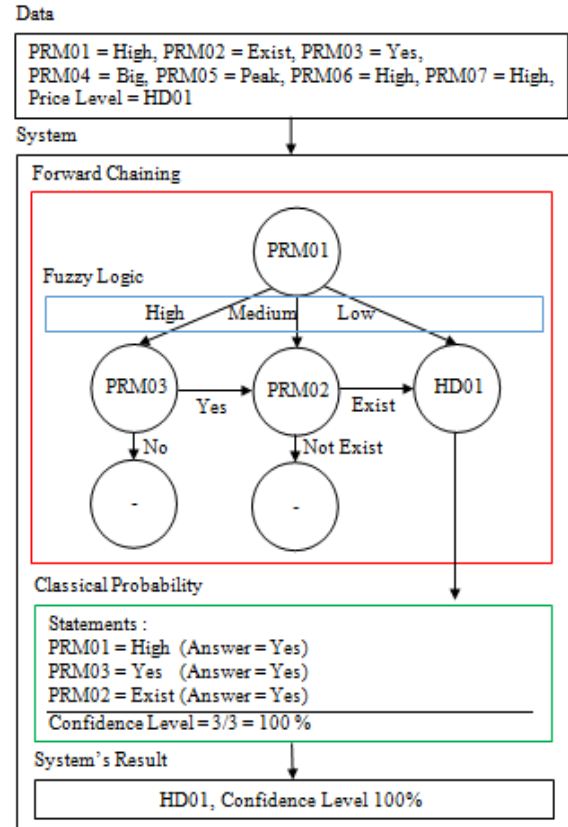 Data
PRM01 = High, PRM02 = Exist, PRM03 = Yes,
PRM04 = Big, PRM05 = Peak, PRM06 = High, PRM07 = High,
Price Level = HD01
System
Forward Chaining
PRM01
Fuzzy Logic
High Medium Low
PRM03 Yes PRM02 Exist HD01
No Not Exist
- -
Classical Probability
Statements :
PRM01 = High (Answer = Yes)
PRM03 = Yes (Answer = Yes)
PRM02 = Exist (Answer = Yes)
Confidence Level = 3/3 = 100 %
System's Result
HD01, Confidence Level 100%